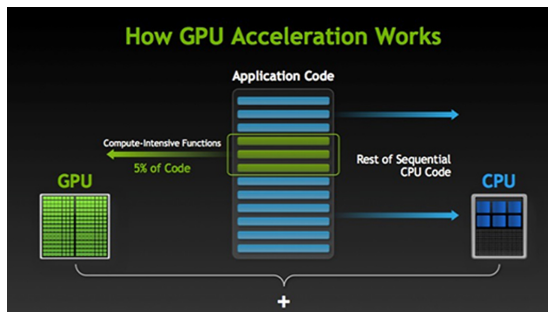 How GPU Acceleration Works
Application Code
Compute-Intensive Functions
5% of Code
Rest of Sequential
CPU Code
GPU
CPU
+